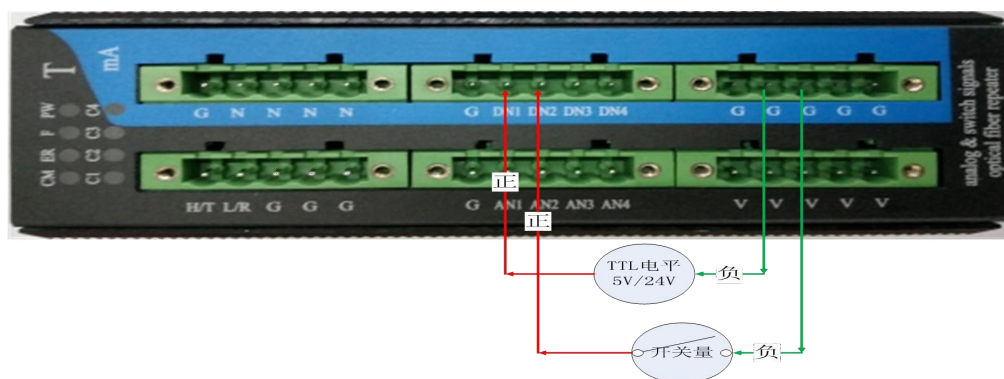 T
mA
PW
F
ER
CM
C4
C3
C2
C1
G N N N N
G DN1 DN2 DN3 DN4
G G G G G
H/T L/R G G G
G AN1 AN2 AN3 AN4
V V V V V
analog & switch signals
optical fiber repeater
正
正
TTL电平
5V/24V
负
开关量
负